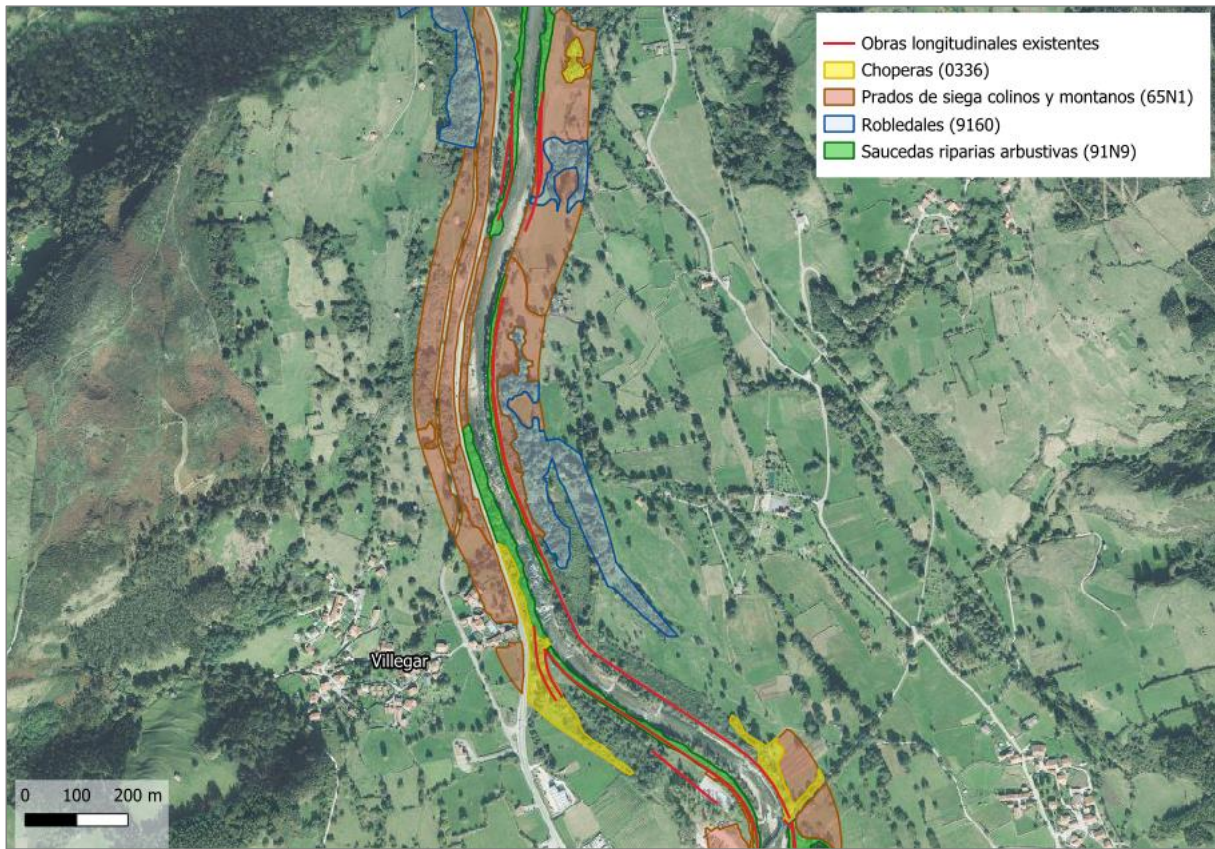 Obras longitudinales existentes
Choperas (0336)
Prados de siega colinos y montanos (65N1)
Robledales (9160)
Saucedas riparias arbustivas (91N9)
Villegar
0 100 200 m